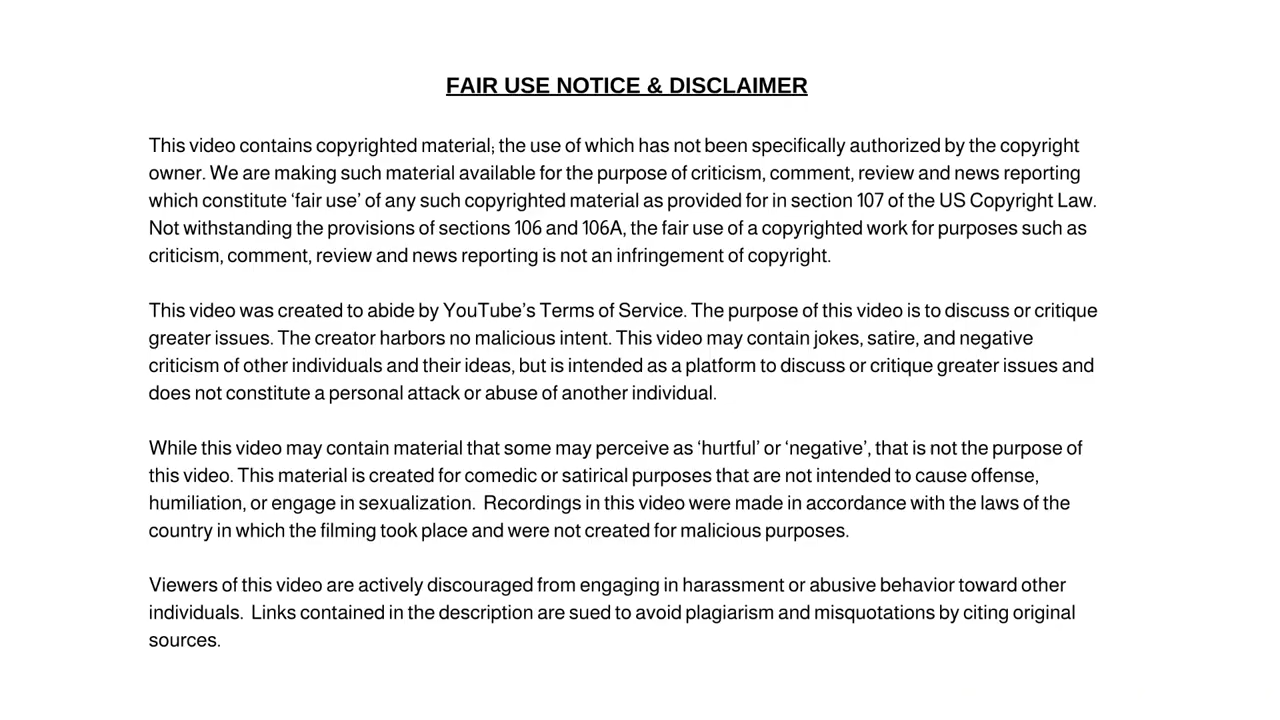 FAIR USE NOTICE & DISCLAIMER
This video contains copyrighted material; the use of which has not been specifically authorized by the copyright
owner. We are making such material available for the purpose of criticism, comment, review and news reporting
which constitute ‘fair use’ of any such copyrighted material as provided for in section 107 of the US Copyright Law.
Not withstanding the provisions of sections 106 and 106A, the fair use of a copyrighted work for purposes such as
criticism, comment, review and news reporting is not an infringement of copyright.
This video was created to abide by YouTube’s Terms of Service. The purpose of this video is to discuss or critique
greater issues. The creator harbors no malicious intent. This video may contain jokes, satire, and negative
criticism of other individuals and their ideas, but is intended as a platform to discuss or critique greater issues and
does not constitute a personal attack or abuse of another individual.
While this video may contain material that some may perceive as ‘hurtful’ or ‘negative’, that is not the purpose of
this video. This material is created for comedic or satirical purposes that are not intended to cause offense,
humiliation, or engage in sexualization.  Recordings in this video were made in accordance with the laws of the
country in which the filming took place and were not created for malicious purposes.
Viewers of this video are actively discouraged from engaging in harassment or abusive behavior toward other
individuals.  Links contained in the description are sued to avoid plagiarism and misquotations by citing original
sources.